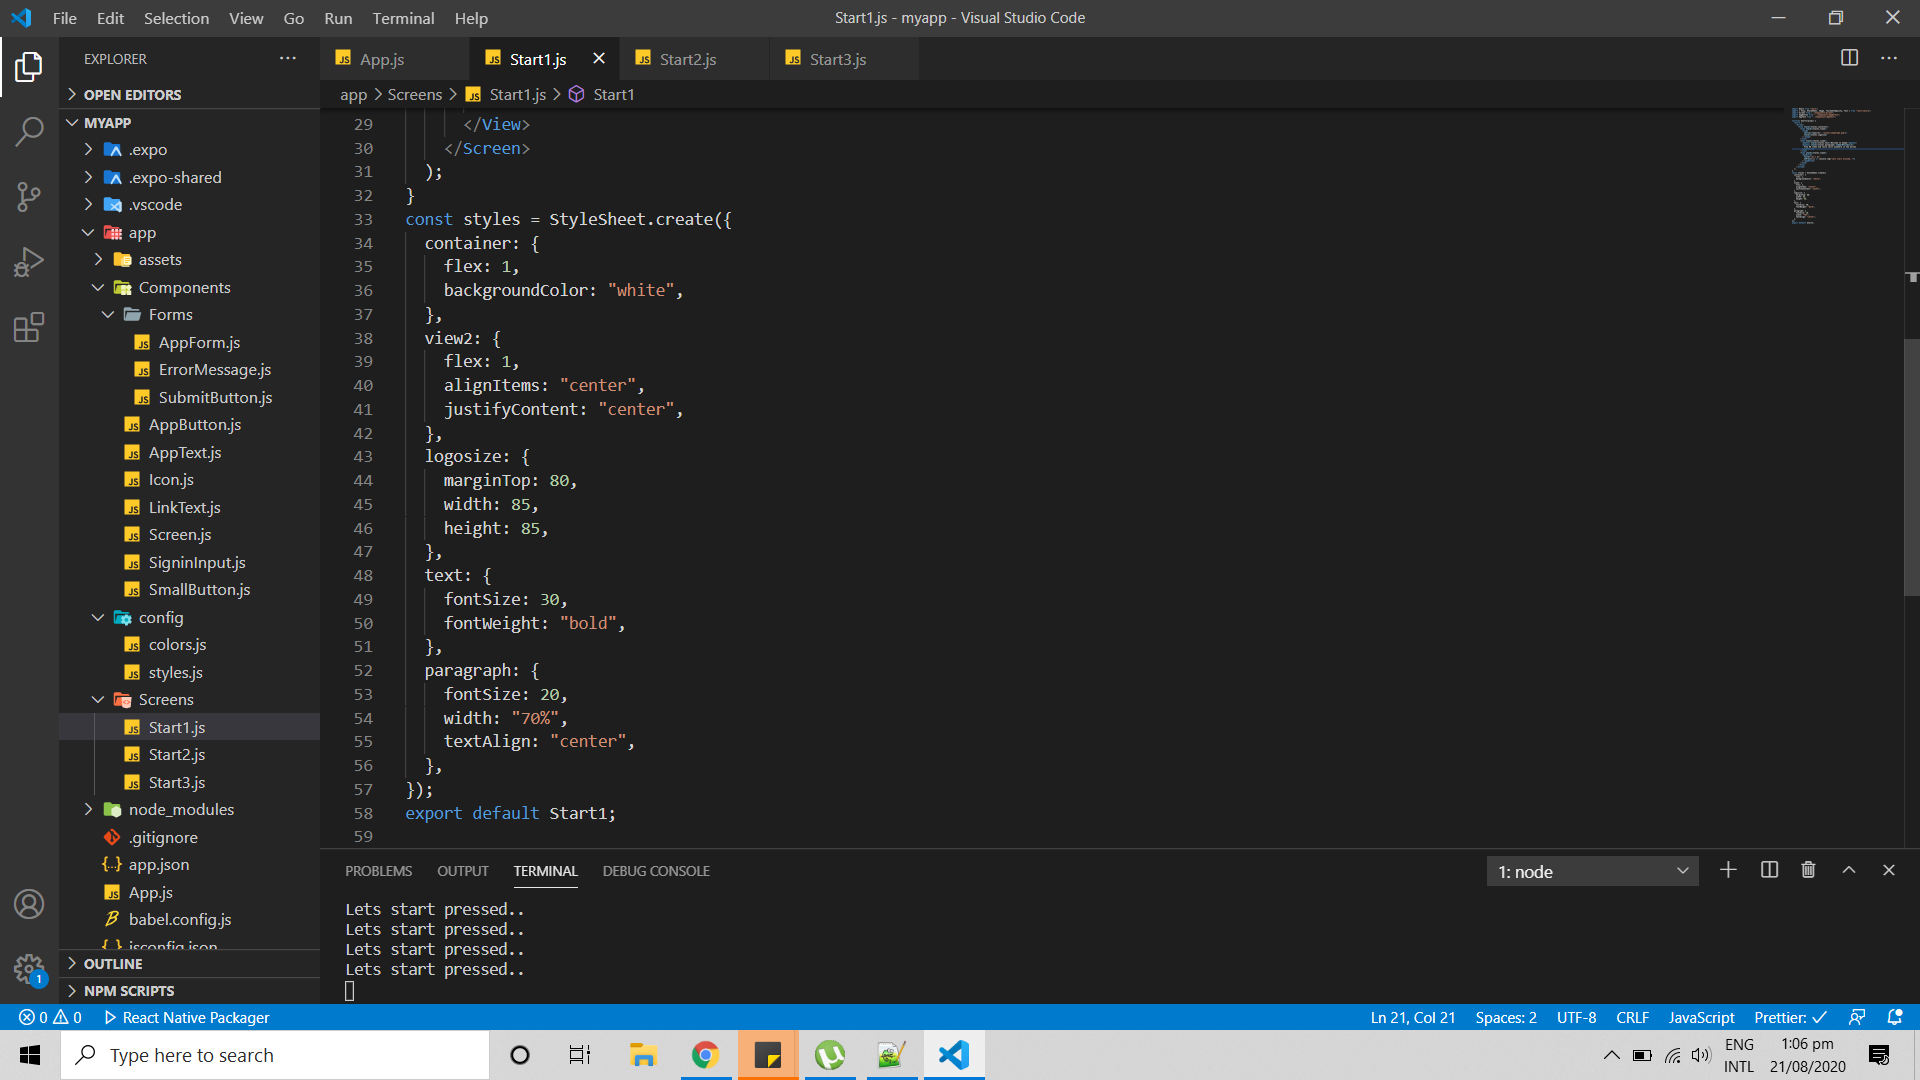 File Edit Selection View Go Run Terminal Help
Start1.js - myapp - Visual Studio Code
EXPLORER
App.js
Start1.js
Start2.js
Start3.js
app > Screens > Start1.js > Start1
OPEN EDITORS
MYAPP
.expo
.expo-shared
.vscode
app
assets
Components
Forms
AppForm.js
ErrorMessage.js
SubmitButton.js
AppButton.js
AppText.js
Icon.js
LinkText.js
Screen.js
SigninInput.js
SmallButton.js
config
colors.js
styles.js
Screens
Start1.js
Start2.js
Start3.js
node_modules
.gitignore
app.json
App.js
babel.config.js
jsconfig.json
OUTLINE
NPM SCRIPTS
29 </View>
30 </Screen>
31 );
32 }
33 const styles = StyleSheet.create({
34 container: {
35 flex: 1,
36 backgroundColor: "white",
37 },
38 view2: {
39 flex: 1,
40 alignItems: "center",
41 justifyContent: "center",
42 },
43 logosize: {
44 marginTop: 80,
45 width: 85,
46 height: 85,
47 },
48 text: {
49 fontSize: 30,
50 fontWeight: "bold",
51 },
52 paragraph: {
53 fontSize: 20,
54 width: "70%",
55 textAlign: "center",
56 },
57 });
58 export default Start1;
59
PROBLEMS OUTPUT TERMINAL DEBUG CONSOLE
1: node
Lets start pressed..
Lets start pressed..
Lets start pressed..
Lets start pressed..
1
0 0 React Native Packager
Ln 21, Col 21 Spaces: 2 UTF-8 CRLF JavaScript Prettier: ✓
Type here to search
ENG
INTL
1:06 pm
21/08/2020